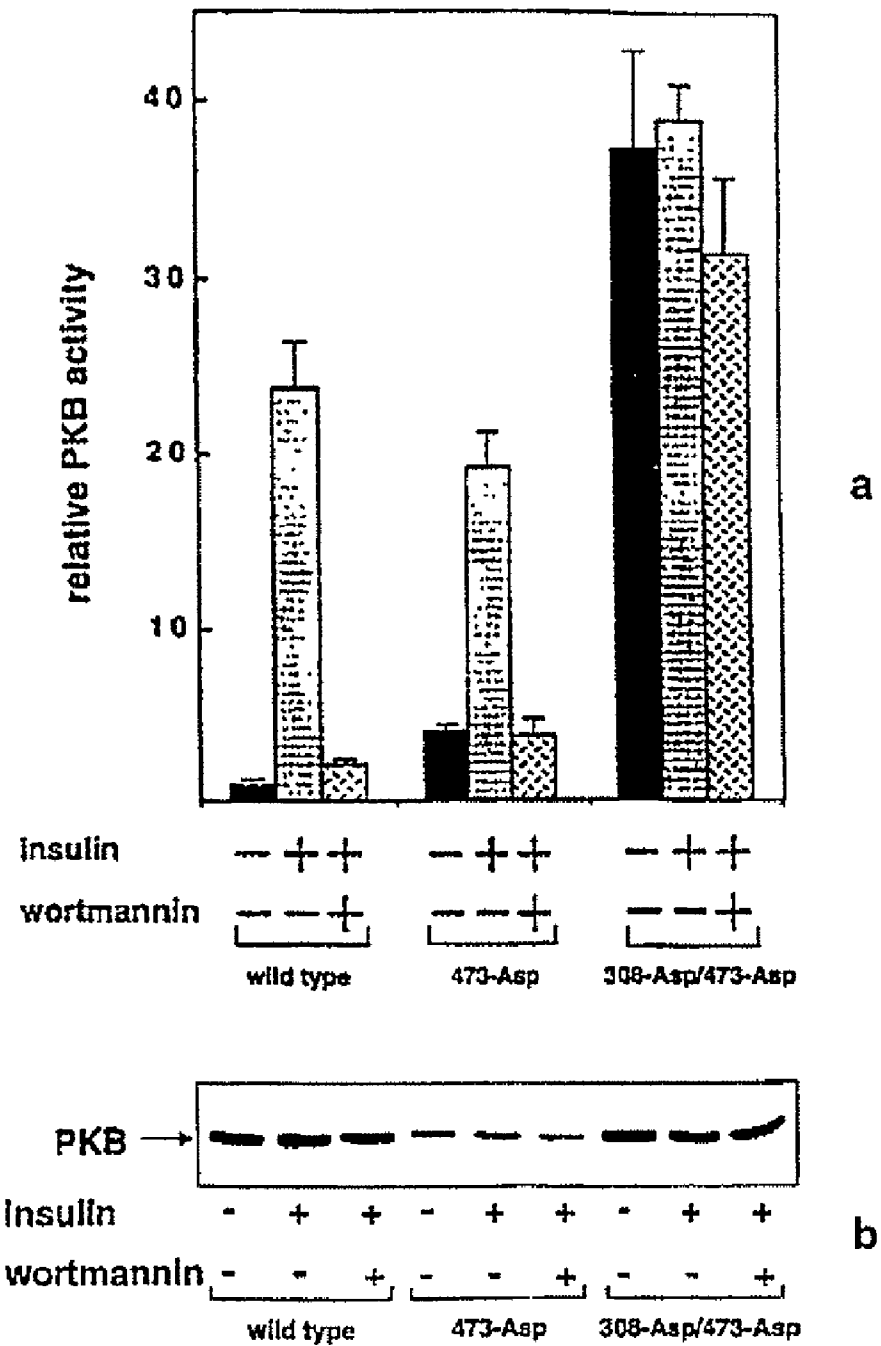 40
30
20
10
relative PKB activity
a
insulin - + + - + + - + +
wortmannin - - + - - + - - +
wild type 473-Asp 308-Asp/473-Asp
PKB →
insulin - + + - + + - + +
b
wortmannin - - + - - + - - +
wild type 473-Asp 308-Asp/473-Asp